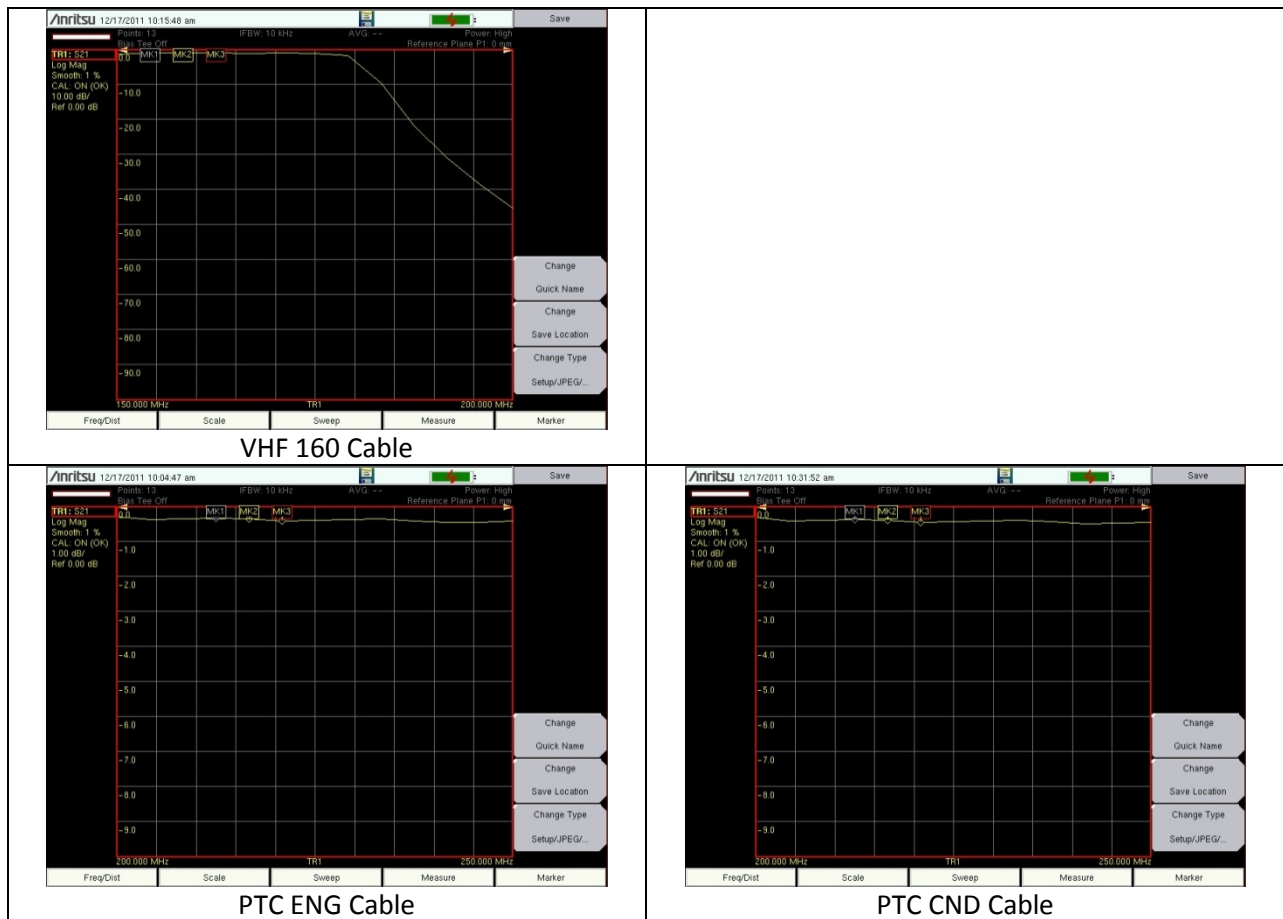 Anritsu 12/17/2011 10:15:48 am
Save
Points: 13 IFBW: 10 kHz AVG: -- Power: High
Bias Tee Off Reference Plane P1: 0 mm
TR1: S21
Log Mag
Smooth: 1 %
CAL: ON (OK)
10.00 dB/
Ref 0.00 dB
MK1 MK2 MK3
0.0
-10.0
-20.0
-30.0
-40.0
-50.0
-60.0
-70.0
-80.0
-90.0
Change
Quick Name
Change
Save Location
Change Type
Setup/JPEG/...
150.000 MHz TR1 200.000 MHz
Freq/Dist Scale Sweep Measure Marker
VHF 160 Cable
Anritsu 12/17/2011 10:04:47 am
Save
Points: 13 IFBW: 10 kHz AVG: -- Power: High
Bias Tee Off Reference Plane P1: 0 mm
TR1: S21
Log Mag
Smooth: 1 %
CAL: ON (OK)
1.00 dB/
Ref 0.00 dB
MK1 MK2 MK3
0.0
-1.0
-2.0
-3.0
-4.0
-5.0
-6.0
-7.0
-8.0
-9.0
Change
Quick Name
Change
Save Location
Change Type
Setup/JPEG/...
200.000 MHz TR1 250.000 MHz
Freq/Dist Scale Sweep Measure Marker
PTC ENG Cable
Anritsu 12/17/2011 10:31:52 am
Save
Points: 13 IFBW: 10 kHz AVG: -- Power: High
Bias Tee Off Reference Plane P1: 0 mm
TR1: S21
Log Mag
Smooth: 1 %
CAL: ON (OK)
1.00 dB/
Ref 0.00 dB
MK1 MK2 MK3
0.0
-1.0
-2.0
-3.0
-4.0
-5.0
-6.0
-7.0
-8.0
-9.0
Change
Quick Name
Change
Save Location
Change Type
Setup/JPEG/...
200.000 MHz TR1 250.000 MHz
Freq/Dist Scale Sweep Measure Marker
PTC CND Cable